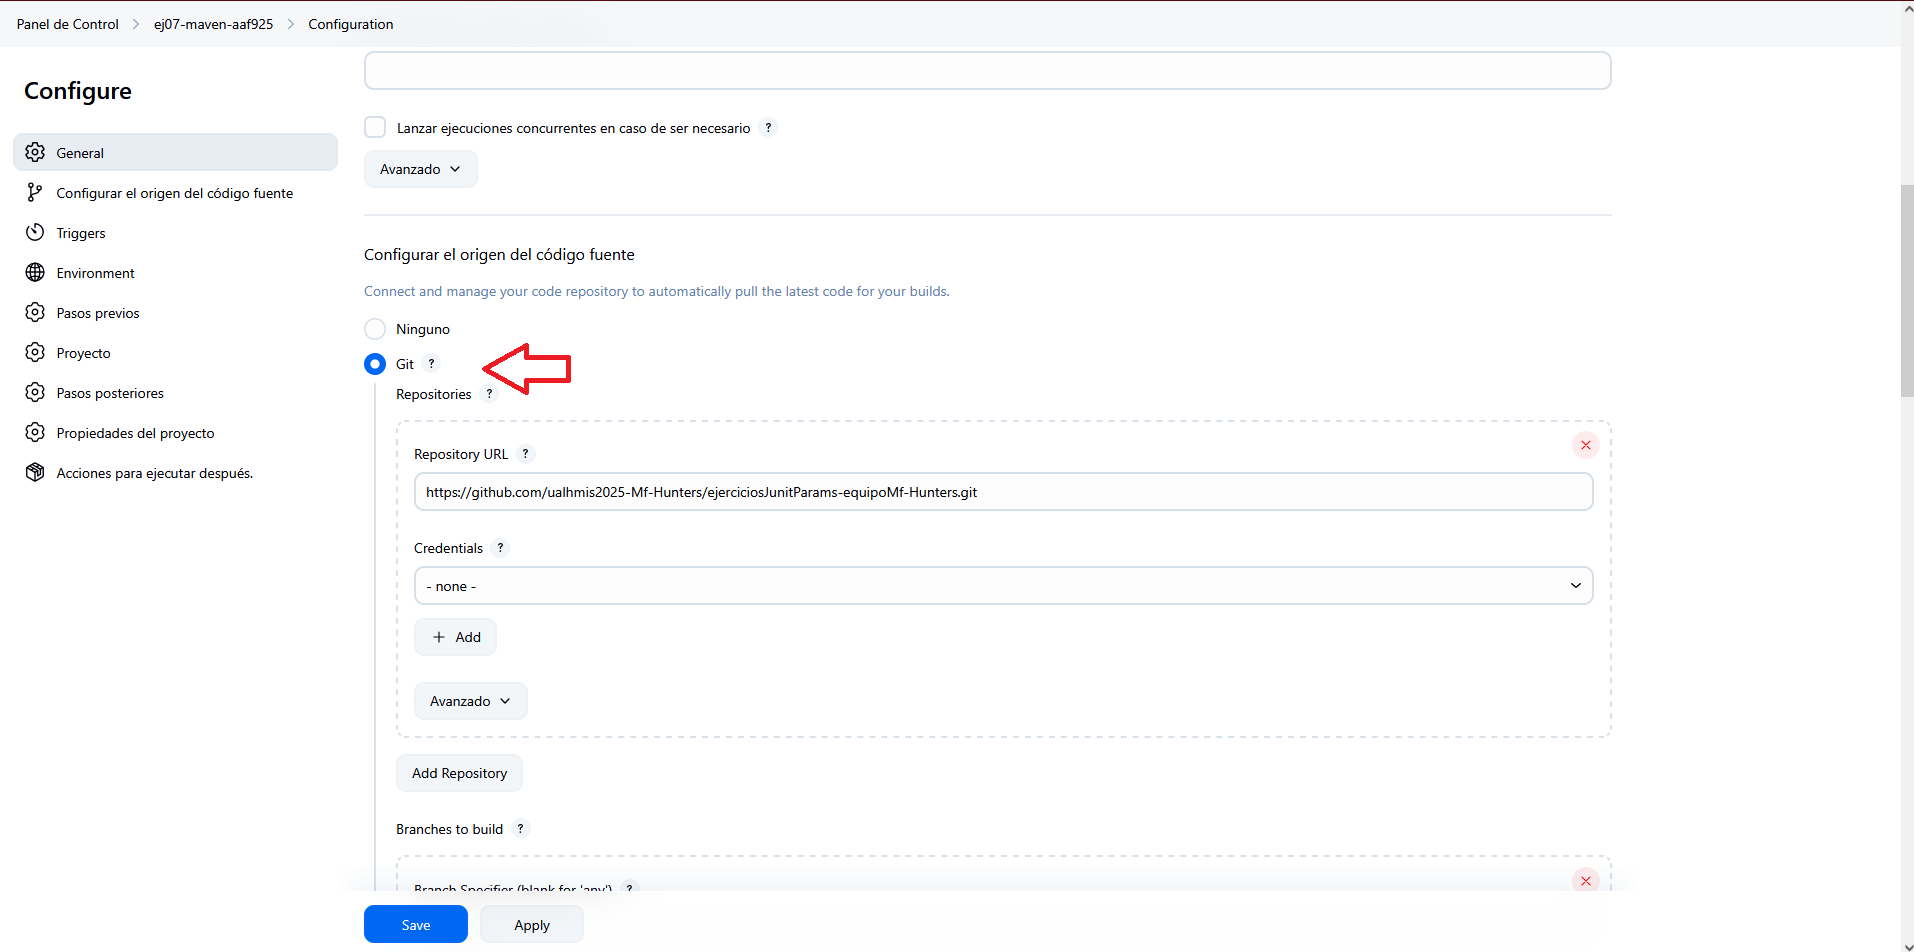 Panel de Control > ej07-maven-aaf925 > Configuration
Configure
General
Configurar el origen del código fuente
Triggers
Environment
Pasos previos
Proyecto
Pasos posteriores
Propiedades del proyecto
Acciones para ejecutar después.
Lanzar ejecuciones concurrentes en caso de ser necesario ?
Avanzado
Configurar el origen del código fuente
Connect and manage your code repository to automatically pull the latest code for your builds.
Ninguno
Git ?
Repositories ?
Repository URL ?
https://github.com/ualhmis2025-Mf-Hunters/ejerciciosJunitParams-equipoMf-Hunters.git
Credentials ?
- none -
+ Add
Avanzado
Add Repository
Branches to build ?
Branch Specifier (blank for 'any') ?
Save Apply